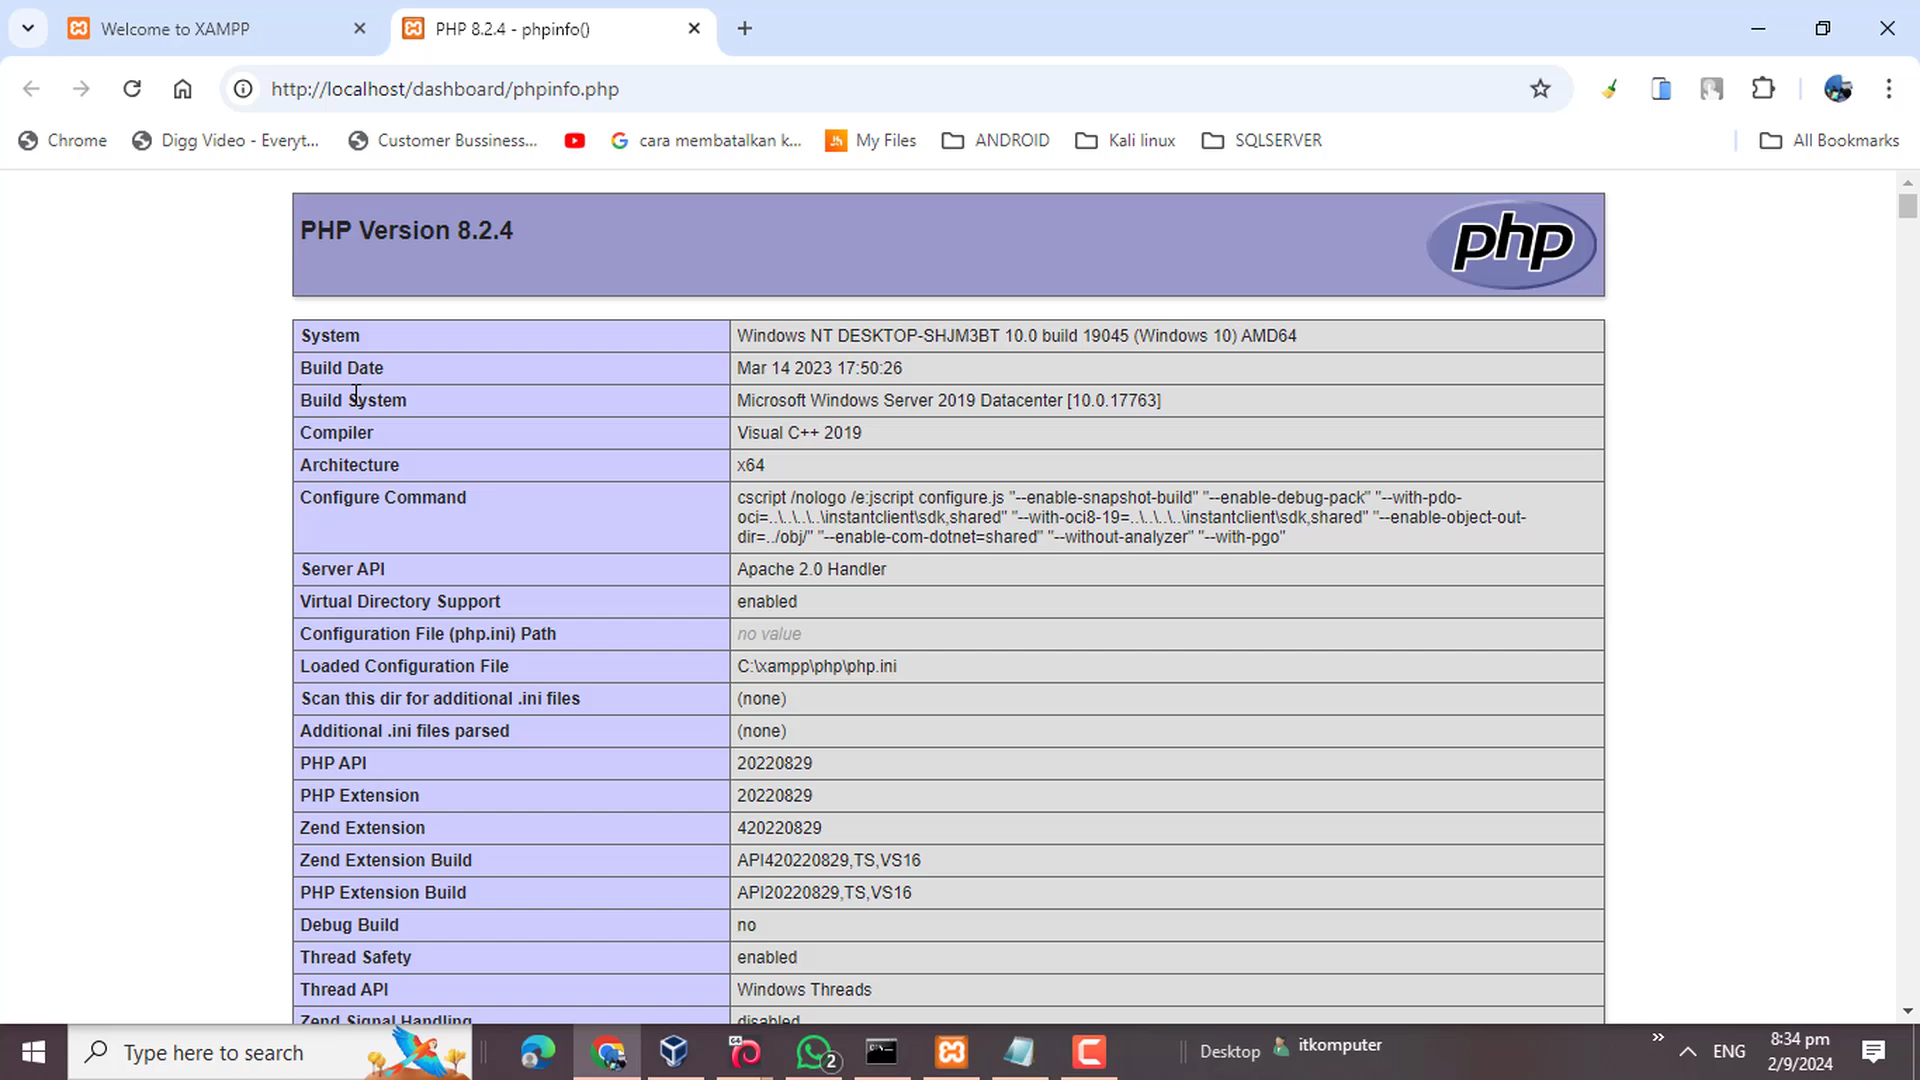 Welcome to XAMPP
PHP 8.2.4 - phpinfo()
http://localhost/dashboard/phpinfo.php
Chrome
Digg Video - Everyt...
Customer Bussiness...
cara membatalkan k...
My Files
ANDROID
Kali linux
SQLSERVER
All Bookmarks
PHP Version 8.2.4
php
System Windows NT DESKTOP-SHJM3BT 10.0 build 19045 (Windows 10) AMD64
Build Date Mar 14 2023 17:50:26
Build System Microsoft Windows Server 2019 Datacenter [10.0.17763]
Compiler Visual C++ 2019
Architecture x64
Configure Command cscript /nologo /e:jscript configure.js "--enable-snapshot-build" "--enable-debug-pack" "--with-pdo-
oci=..\..\..\..\instantclient\sdk,shared" "--with-oci8-19=..\..\..\..\instantclient\sdk,shared" "--enable-object-out-
dir=../obj/" "--enable-com-dotnet=shared" "--without-analyzer" "--with-pgo"
Server API Apache 2.0 Handler
Virtual Directory Support enabled
Configuration File (php.ini) Path no value
Loaded Configuration File C:\xampp\php\php.ini
Scan this dir for additional .ini files (none)
Additional .ini files parsed (none)
PHP API 20220829
PHP Extension 20220829
Zend Extension 420220829
Zend Extension Build API420220829,TS,VS16
PHP Extension Build API20220829,TS,VS16
Debug Build no
Thread Safety enabled
Thread API Windows Threads
Zend Signal Handling disabled
Type here to search
64
2
Desktop
itkomputer
ENG
8:34 pm
2/9/2024